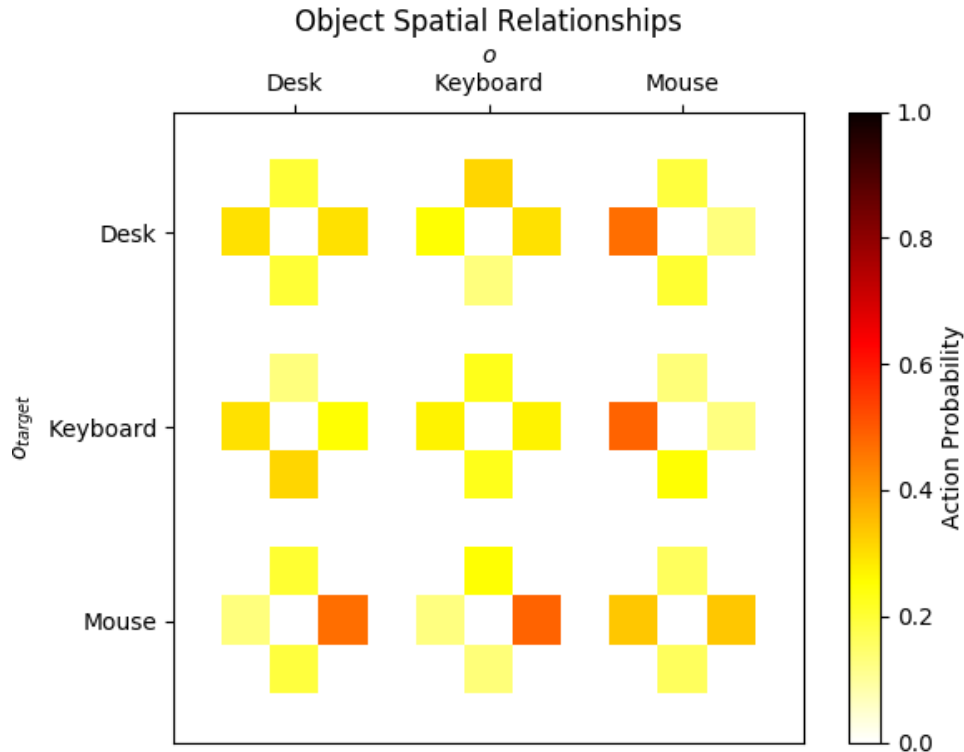 Object Spatial Relationships
o
Desk Keyboard Mouse
Desk
Keyboard
Mouse
o_target
1.0
0.8
0.6
0.4
0.2
0.0
Action Probability